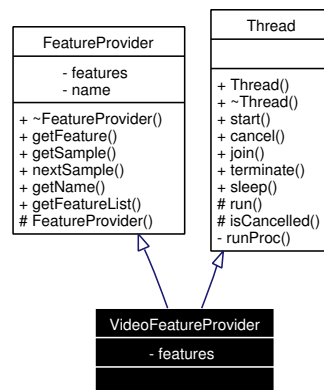 FeatureProvider
- features
- name
+ ~FeatureProvider()
+ getFeature()
+ getSample()
+ nextSample()
+ getName()
+ getFeatureList()
# FeatureProvider()
Thread
+ Thread()
+ ~Thread()
+ start()
+ cancel()
+ join()
+ terminate()
+ sleep()
# run()
# isCancelled()
- runProc()
VideoFeatureProvider
- features